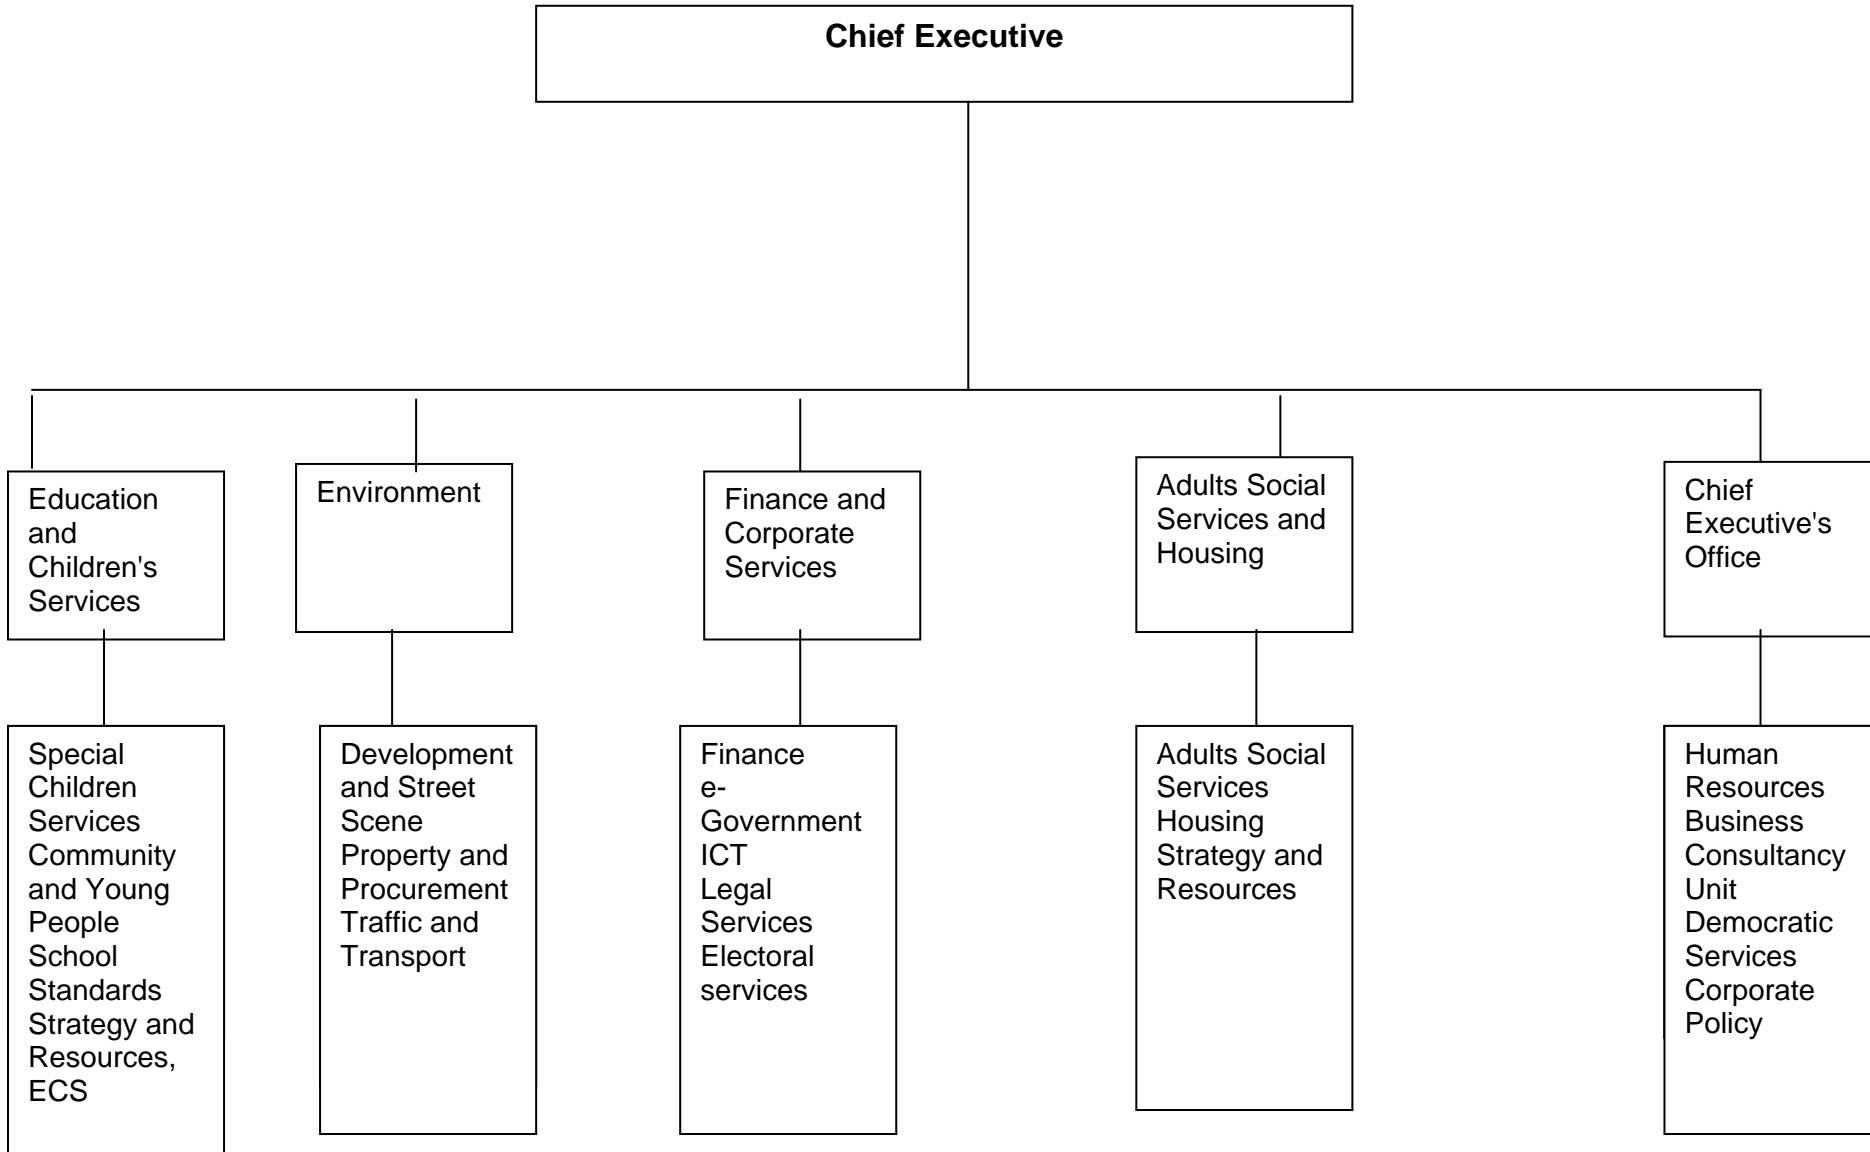 Chief Executive
Education
and
Children's
Services
Environment
Finance and
Corporate
Services
Adults Social
Services and
Housing
Chief
Executive's
Office
Special
Children
Services
Community
and Young
People
School
Standards
Strategy and
Resources,
ECS
Development
and Street
Scene
Property and
Procurement
Traffic and
Transport
Finance
e-
Government
ICT
Legal
Services
Electoral
services
Adults Social
Services
Housing
Strategy and
Resources
Human
Resources
Business
Consultancy
Unit
Democratic
Services
Corporate
Policy